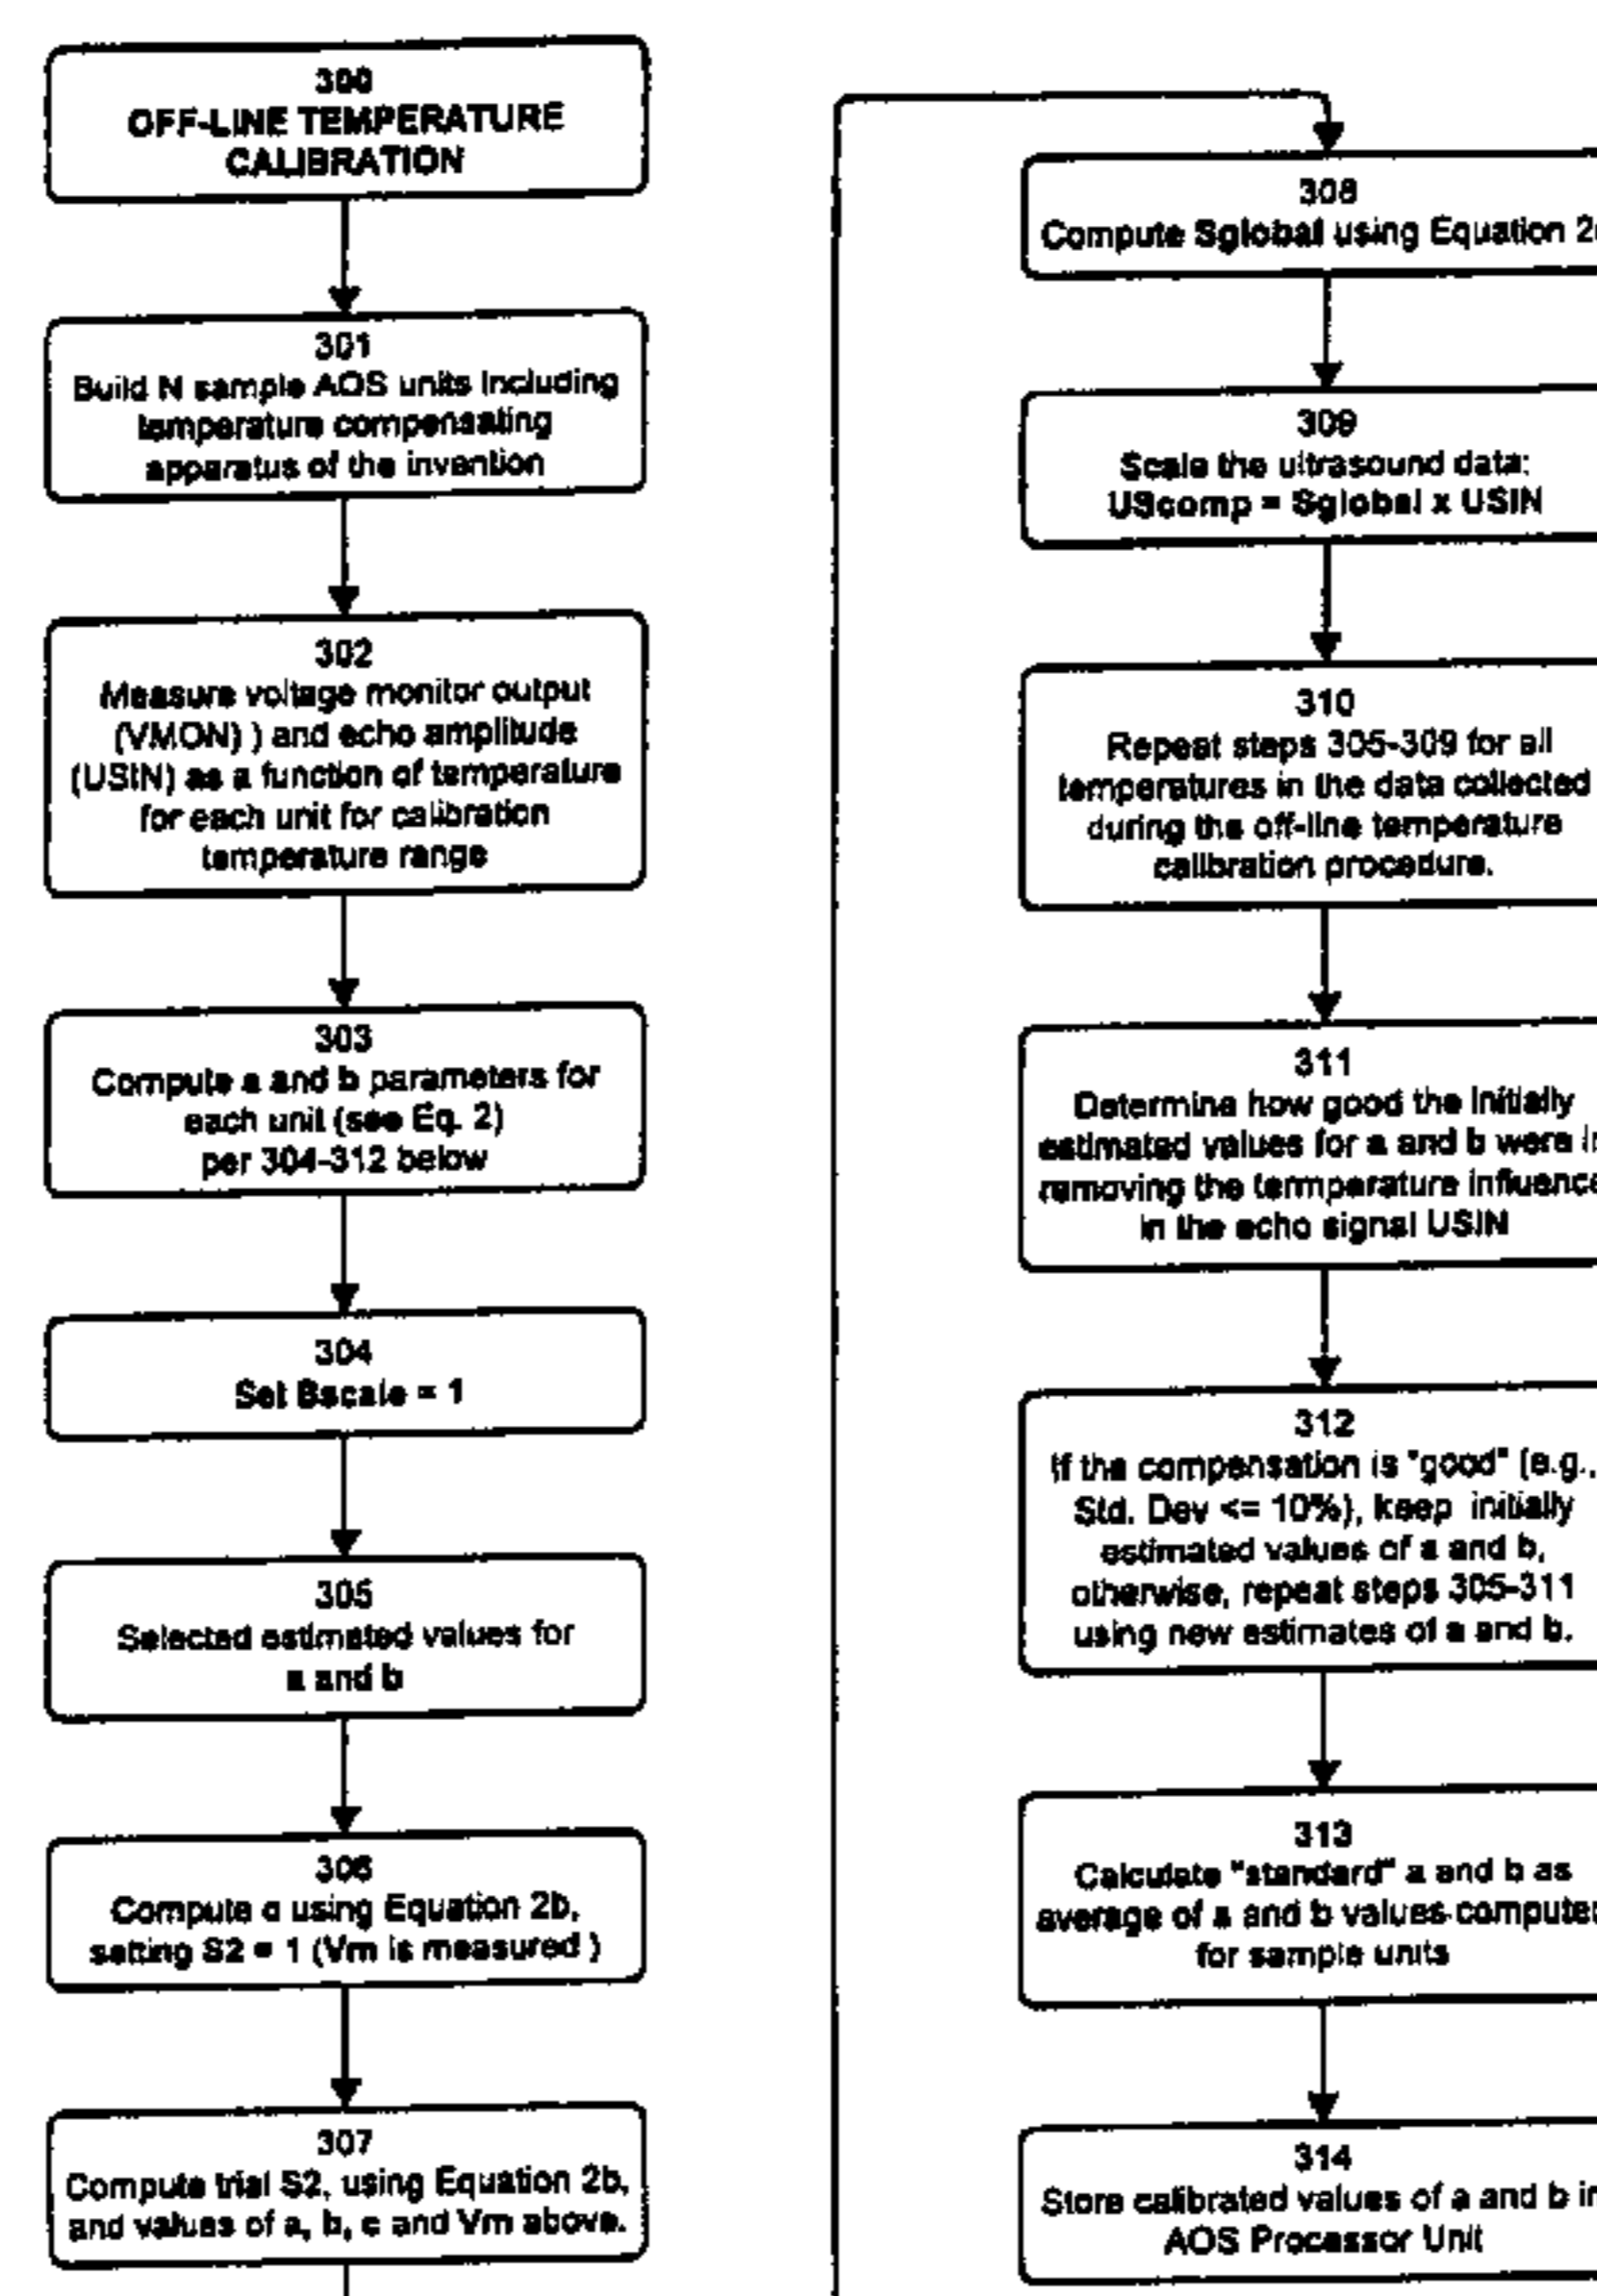 300
OFF-LINE TEMPERATURE
CALIBRATION
301
Build N sample AOS units including
temperature compensating
apparatus of the invention
302
Measure voltage monitor output
(VMON) ) and echo amplitude
(USIN) as a function of temperature
for each unit for calibration
temperature range
303
Compute a and b parameters for
each unit (see Eq. 2)
per 304-312 below
304
Set Bscale = 1
305
Selected estimated values for
a and b
306
Compute c using Equation 2b,
setting S2 = 1 (Vm is measured )
307
Compute trial S2, using Equation 2b,
and values of a, b, c and Vm above.
308
Compute Sglobal using Equation
309
Scale the ultrasound data:
UScomp = Sglobal x USIN
310
Repeat steps 305-309 for all
temperatures in the data collected
during the off-line temperature
calibration procedure.
311
Determine how good the initially
estimated values for a and b were
removing the termperature influence
in the echo signal USIN
312
If the compensation is "good" (e.g.,
Std. Dev <= 10%), keep initially
estimated values of a and b,
otherwise, repeat steps 305-311
using new estimates of a and b.
313
Calculate "standard" a and b as
average of a and b values computed
for sample units
314
Store calibrated values of a and b in
AOS Processor Unit